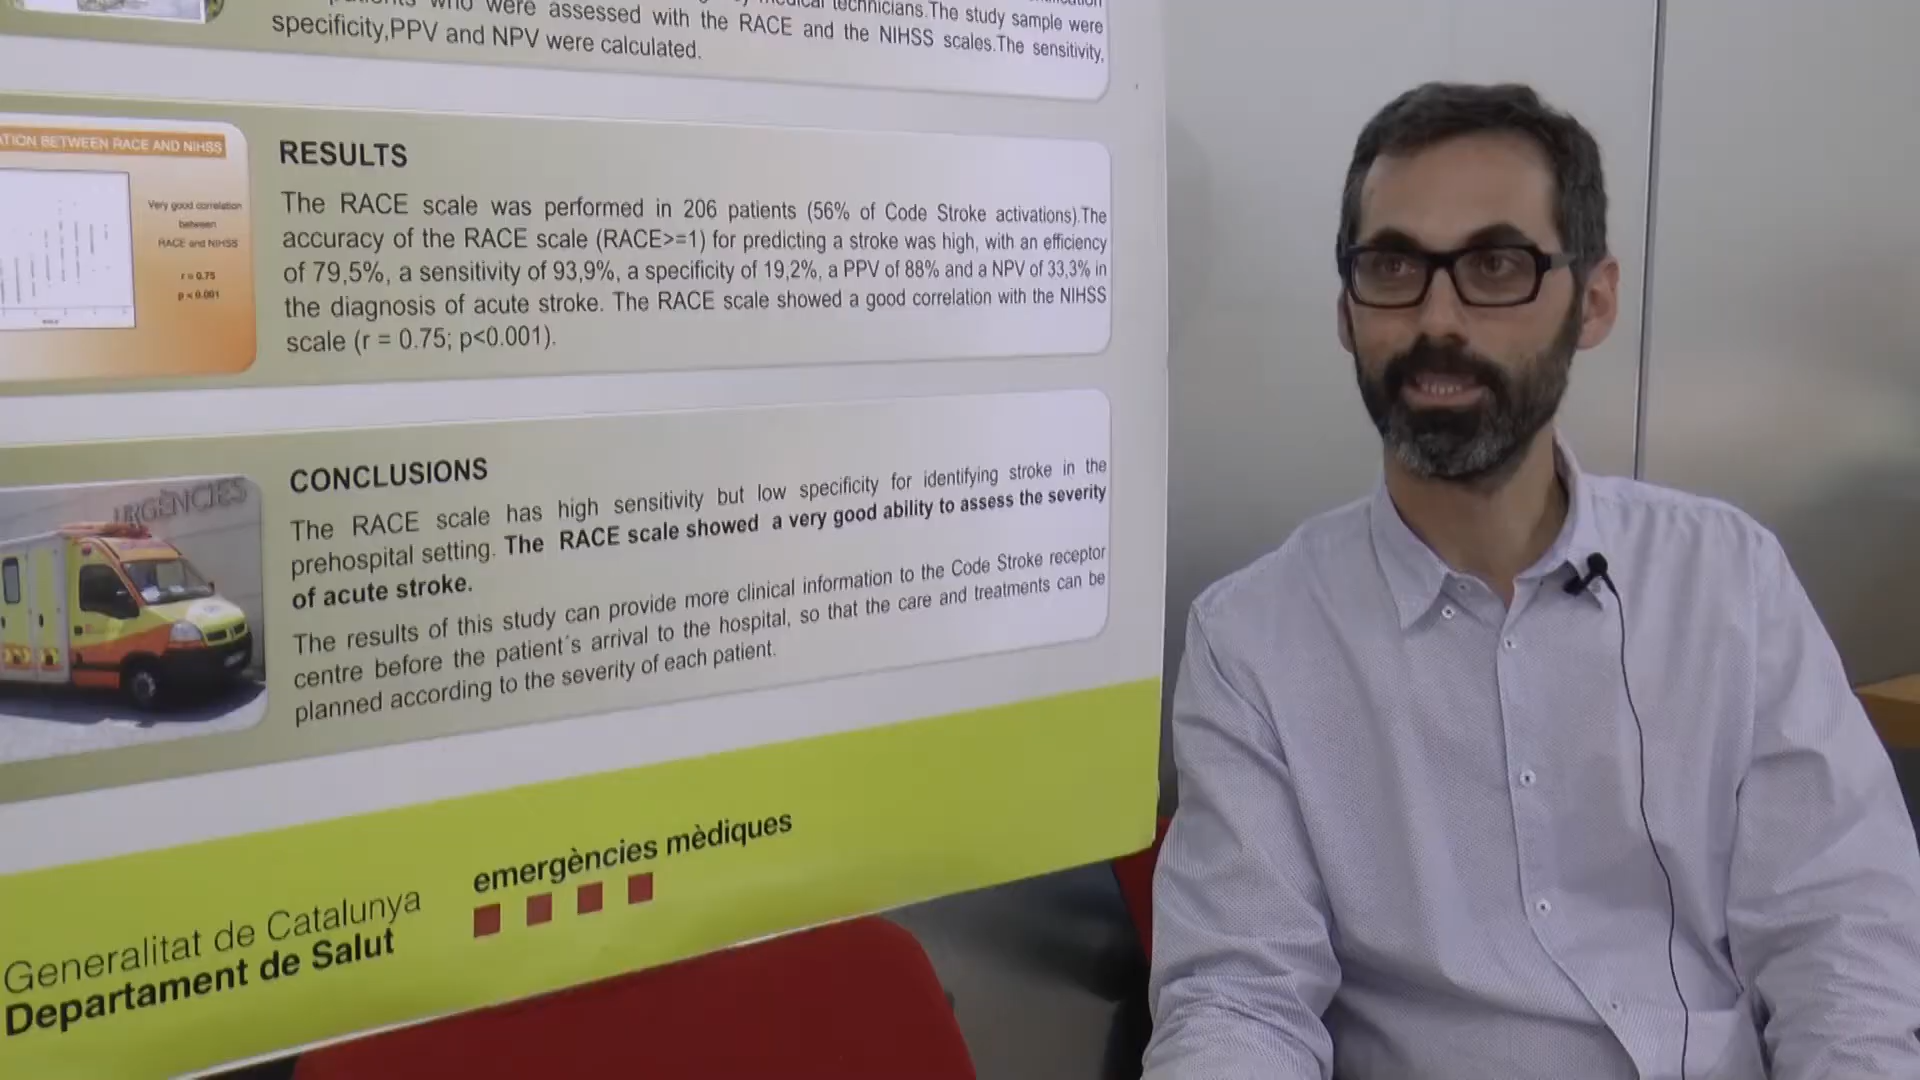 who were assessed with the RACE and the NIHSS scales.The sensitivity,
medical technicians.The study sample were
specificity,PPV and NPV were calculated.
ATION BETWEEN RACE AND NIHSS
Very good correlation
between
RACE and NIHSS
r = 0.75
p < 0.001
RESULTS
The RACE scale was performed in 206 patients (56% of Code Stroke activations).The
accuracy of the RACE scale (RACE>=1) for predicting a stroke was high, with an efficiency
of 79,5%, a sensitivity of 93,9%, a specificity of 19,2%, a PPV of 88% and a NPV of 33,3% in
the diagnosis of acute stroke. The RACE scale showed a good correlation with the NIHSS
scale (r = 0.75; p<0.001).
URGÈNCIES
CONCLUSIONS
The RACE scale has high sensitivity but low specificity for identifying stroke in the
prehospital setting. The RACE scale showed a very good ability to assess the severity
of acute stroke.
The results of this study can provide more clinical information to the Code Stroke receptor
centre before the patient´s arrival to the hospital, so that the care and treatments can be
planned according to the severity of each patient.
emergències mèdiques
Generalitat de Catalunya
Departament de Salut